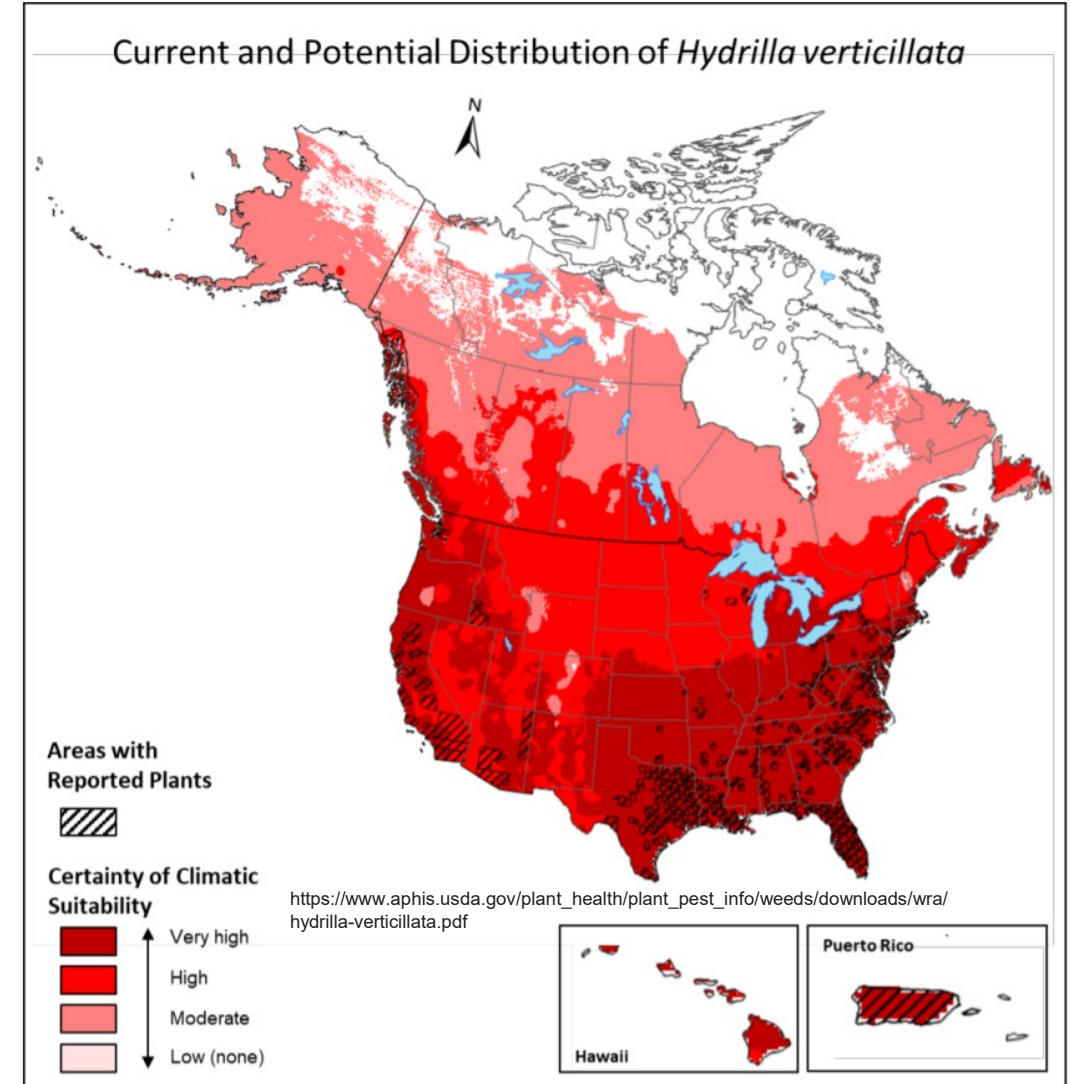 Current and Potential Distribution of Hydrilla verticillata
N
Areas with
Reported Plants
Certainty of Climatic
Suitability
Very high
High
Moderate
Low (none)
https://www.aphis.usda.gov/plant_health/plant_pest_info/weeds/downloads/wra/
hydrilla-verticillata.pdf
Hawaii
Puerto Rico